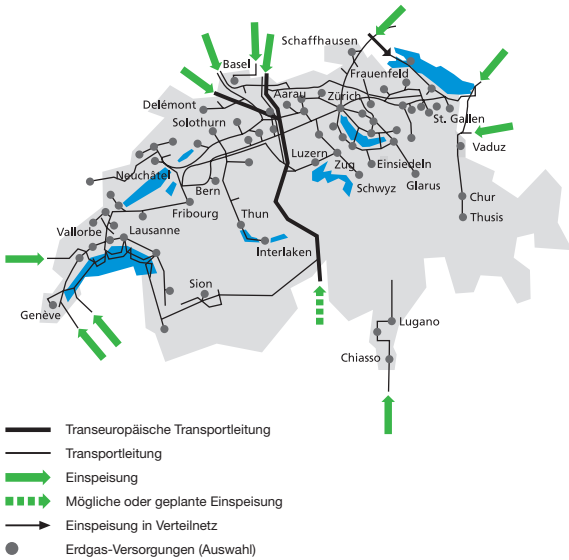 Schaffhausen
Basel
Frauenfeld
Aarau
Zürich
Delémont
St. Gallen
Solothurn
Vaduz
Luzern
Zug
Einsiedeln
Neuchâtel
Bern
Schwyz
Glarus
Chur
Fribourg
Thun
Thusis
Vallorbe
Lausanne
Interlaken
Sion
Genève
Lugano
Chiasso
Transeuropäische Transportleitung
Transportleitung
Einspeisung
Mögliche oder geplante Einspeisung
Einspeisung in Verteilnetz
Erdgas-Versorgungen (Auswahl)